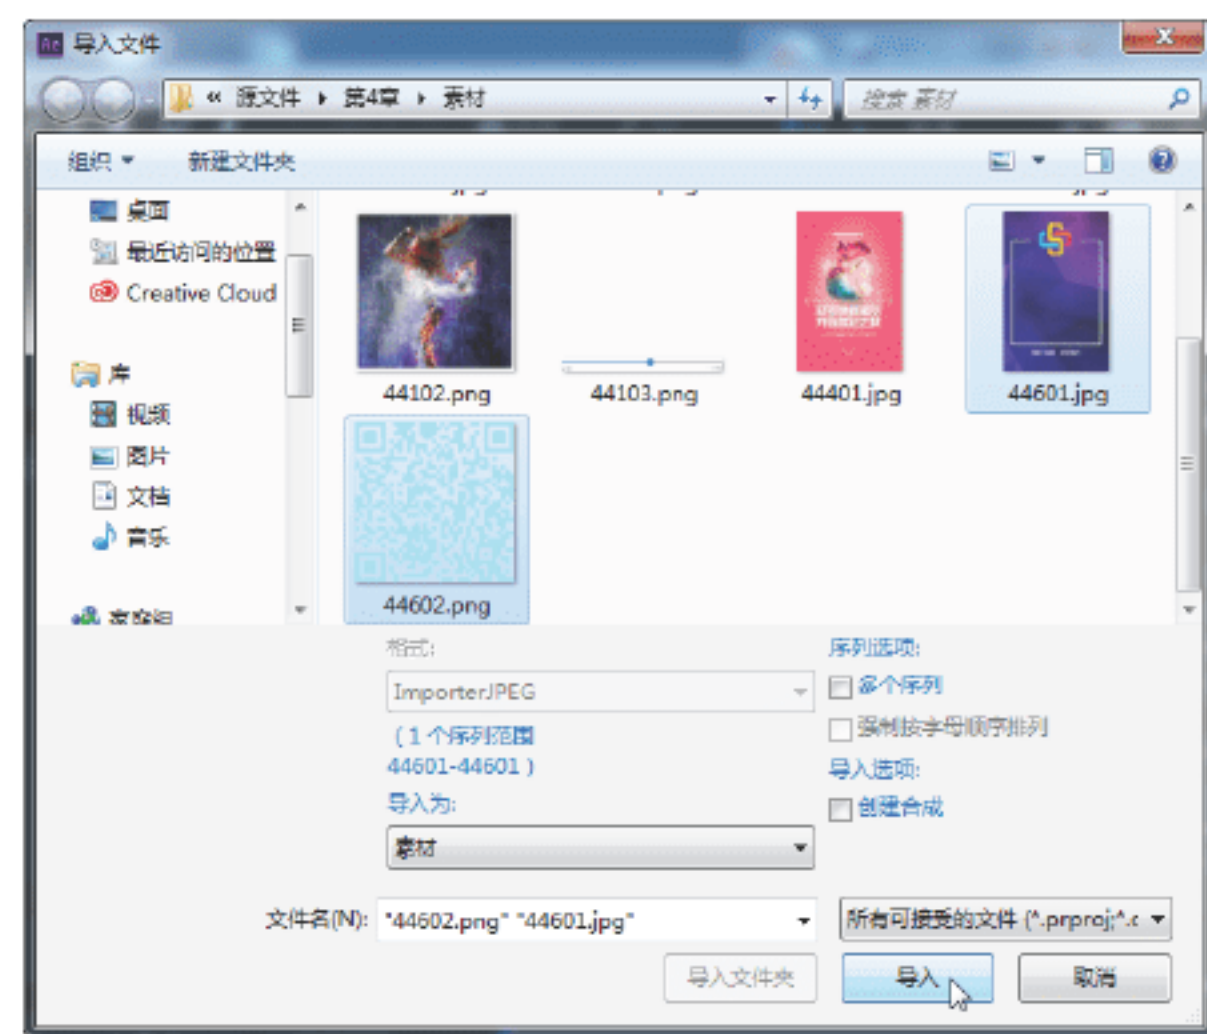 Ae 导入文件
« 源文件 ▸ 第4章 ▸ 素材
搜索 素材
组织 新建文件夹
桌面
最近访问的位置
Creative Cloud
库
视频
图片
文档
音乐
家庭组
44102.png
44103.png
44401.jpg
44601.jpg
44602.png
格式:
ImporterJPEG
(1 个序列范围
44601-44601)
导入为:
素材
序列选项:
多个序列
强制按字母顺序排列
导入选项:
创建合成
文件名(N): "44602.png" "44601.jpg"
所有可接受的文件 (*.prproj;*.c
导入文件夹
导入
取消